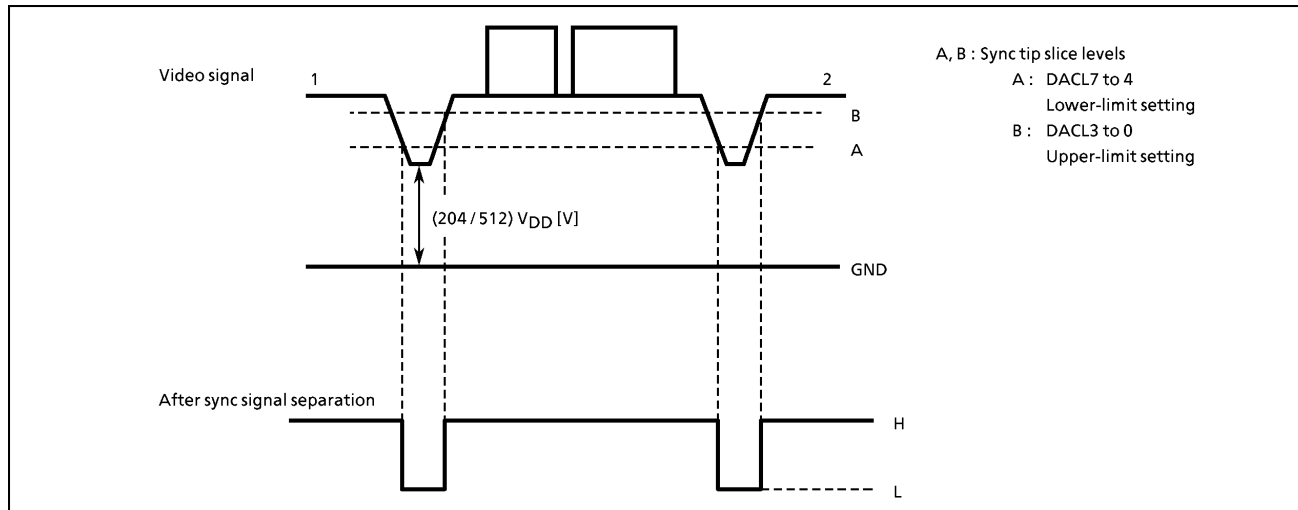 Video signal
1
2
B
A
(204 / 512) VDD [V]
GND
After sync signal separation
H
L
A, B : Sync tip slice levels
A : DACL7 to 4
Lower-limit setting
B : DACL3 to 0
Upper-limit setting